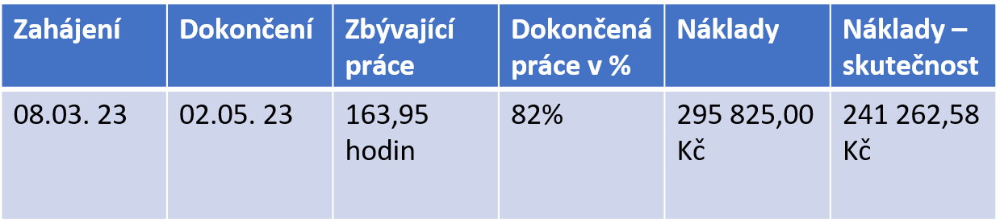 Zahájení
Dokončení
Zbývající
práce
Dokončená
práce v %
Náklady
Náklady –
skutečnost
08.03. 23
02.05. 23
163,95
hodin
82%
295 825,00
Kč
241 262,58
Kč